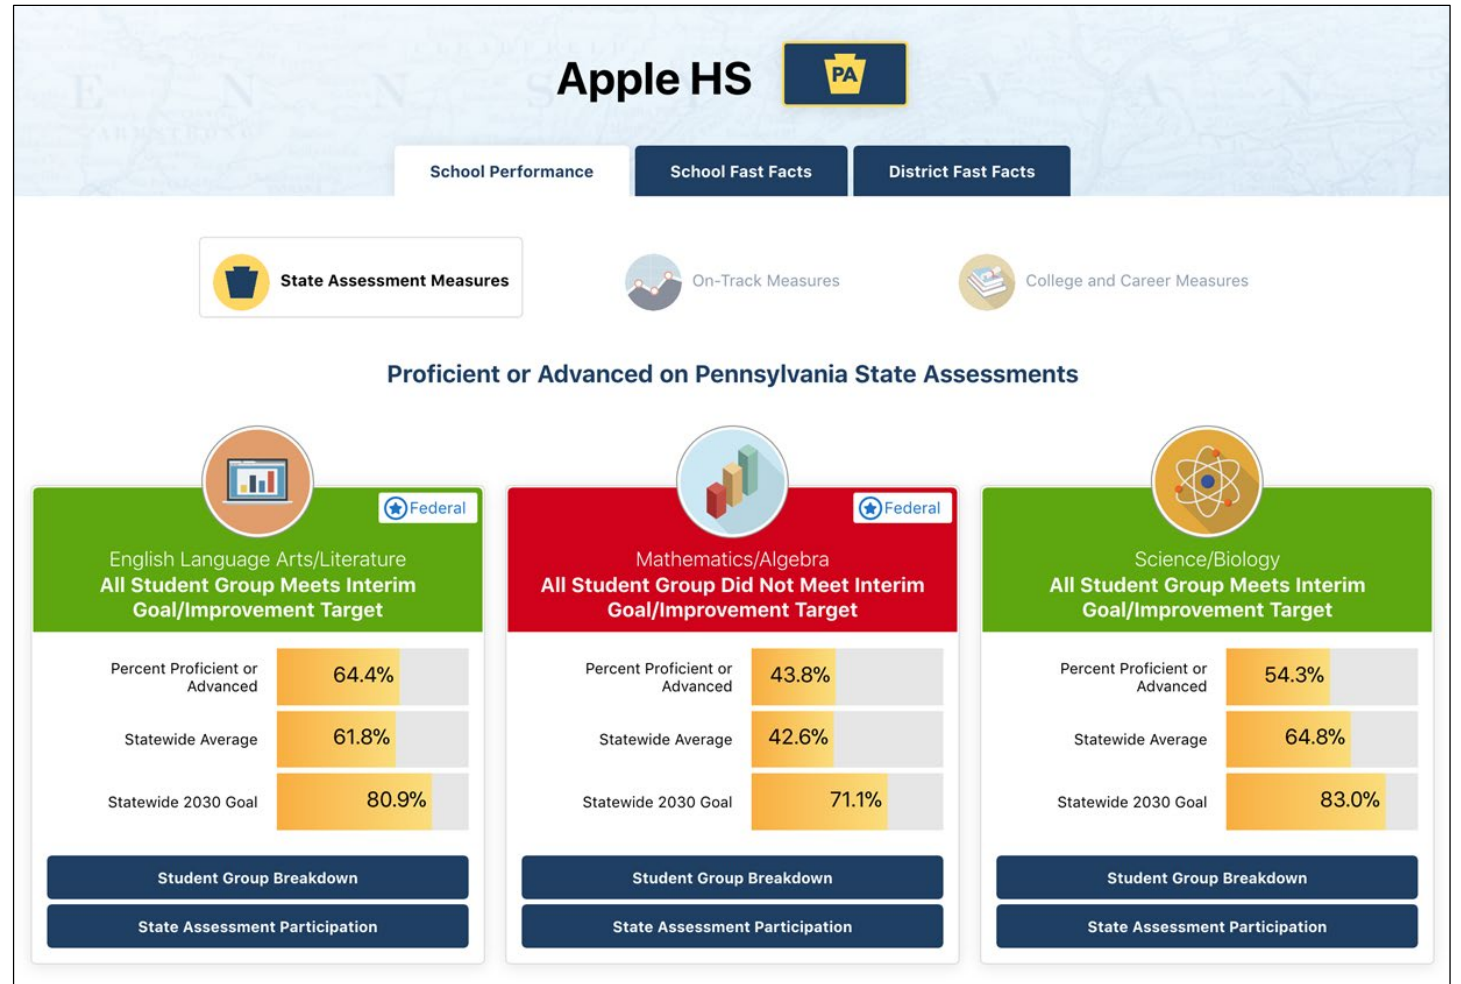 Apple HS
PA
School Performance
School Fast Facts
District Fast Facts
State Assessment Measures
On-Track Measures
College and Career Measures
Proficient or Advanced on Pennsylvania State Assessments
Federal
English Language Arts/Literature
All Student Group Meets Interim
Goal/Improvement Target
Percent Proficient or
Advanced
64.4%
Statewide Average
61.8%
Statewide 2030 Goal
80.9%
Student Group Breakdown
State Assessment Participation
Federal
Mathematics/Algebra
All Student Group Did Not Meet Interim
Goal/Improvement Target
Percent Proficient or
Advanced
43.8%
Statewide Average
42.6%
Statewide 2030 Goal
71.1%
Student Group Breakdown
State Assessment Participation
Science/Biology
All Student Group Meets Interim
Goal/Improvement Target
Percent Proficient or
Advanced
54.3%
Statewide Average
64.8%
Statewide 2030 Goal
83.0%
Student Group Breakdown
State Assessment Participation